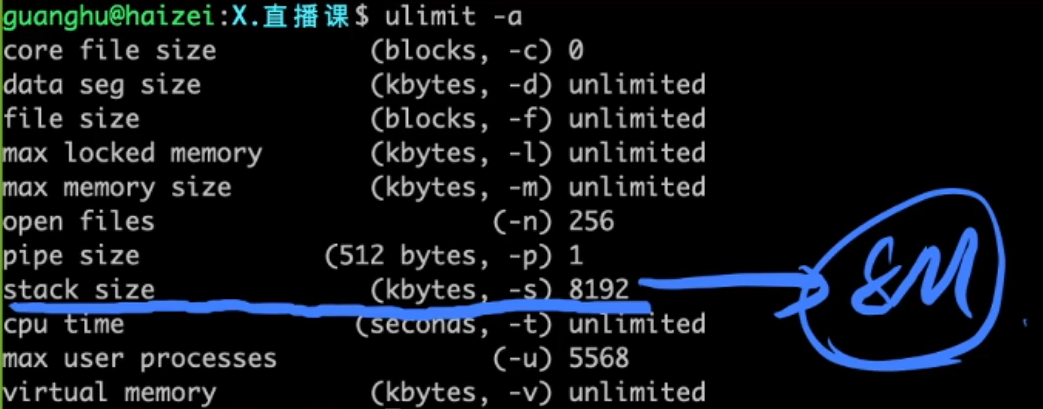 guanghu@haizei:X.直播课$ ulimit -a
core file size (blocks, -c) 0
data seg size (kbytes, -d) unlimited
file size (blocks, -f) unlimited
max locked memory (kbytes, -l) unlimited
max memory size (kbytes, -m) unlimited
open files (-n) 256
pipe size (512 bytes, -p) 1
stack size (kbytes, -s) 8192
8M
cpu time (seconds, -t) unlimited
max user processes (-u) 5568
virtual memory (kbytes, -v) unlimited